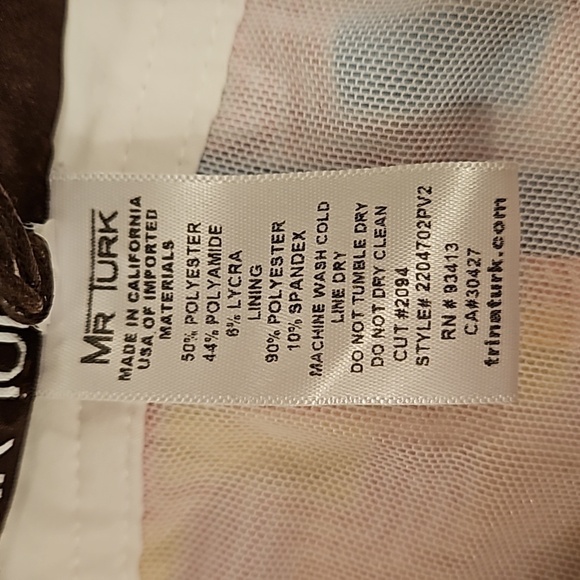 MR TURK
MADE IN CALIFORNIA
USA OF IMPORTED
MATERIALS
50% POLYESTER
44% POLYAMIDE
6% LYCRA
LINING
90% POLYESTER
10% SPANDEX
MACHINE WASH COLD
LINE DRY
DO NOT TUMBLE DRY
DO NOT DRY CLEAN
CUT #2094
STYLE# 2204702PV2
RN # 93413
CA#30427
trinaturk.com